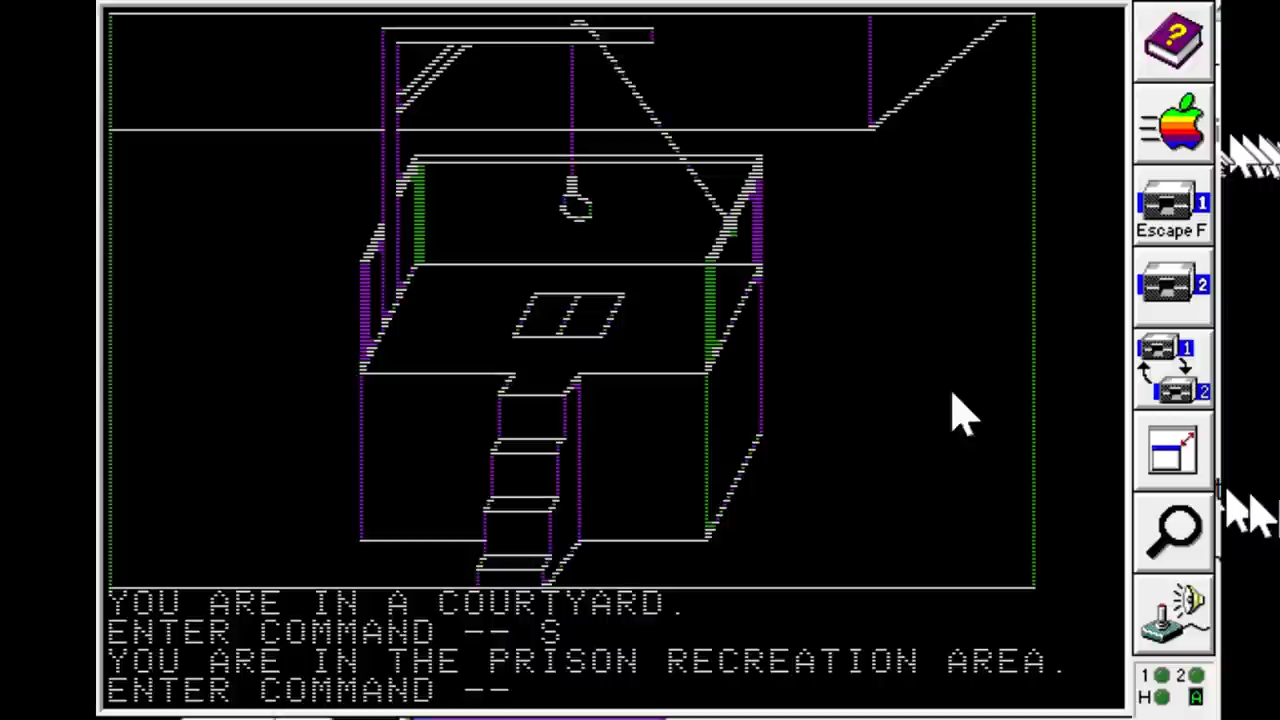 ?
1
Escape F
2
1
2
YOU ARE IN A COURTYARD.
ENTER COMMAND -- S
YOU ARE IN THE PRISON RECREATION AREA.
ENTER COMMAND --
1 2
H A